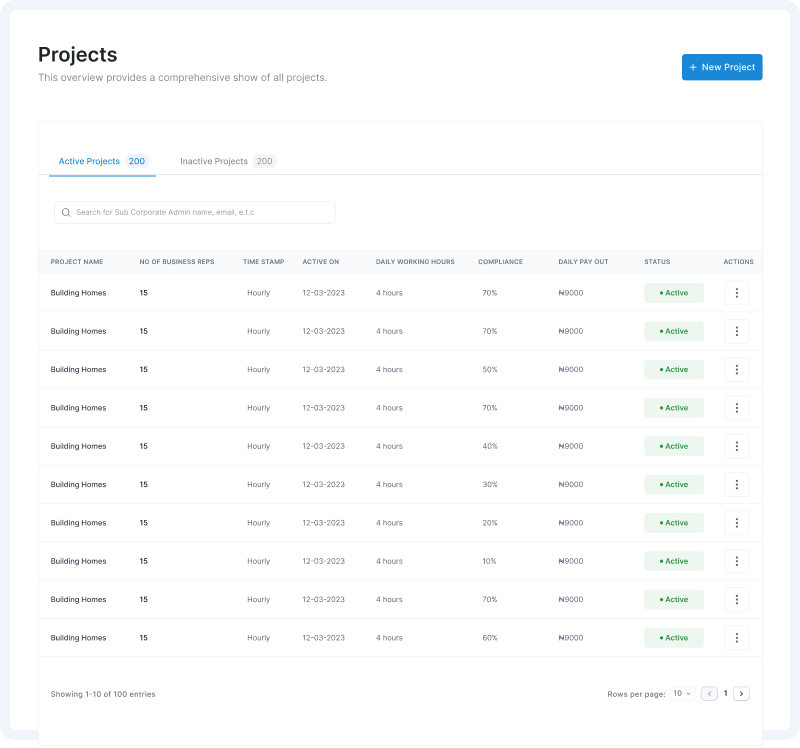 Projects
This overview provides a comprehensive show of all projects.
+ New Project
Active Projects 200 Inactive Projects 200
Search for Sub Corporate Admin name, email, e.t.c
PROJECT NAME NO OF BUSINESS REPS TIME STAMP ACTIVE ON DAILY WORKING HOURS COMPLIANCE DAILY PAY OUT STATUS ACTIONS
Building Homes 15 Hourly 12-03-2023 4 hours 70% ₦9000 • Active
Building Homes 15 Hourly 12-03-2023 4 hours 70% ₦9000 • Active
Building Homes 15 Hourly 12-03-2023 4 hours 50% ₦9000 • Active
Building Homes 15 Hourly 12-03-2023 4 hours 70% ₦9000 • Active
Building Homes 15 Hourly 12-03-2023 4 hours 40% ₦9000 • Active
Building Homes 15 Hourly 12-03-2023 4 hours 30% ₦9000 • Active
Building Homes 15 Hourly 12-03-2023 4 hours 20% ₦9000 • Active
Building Homes 15 Hourly 12-03-2023 4 hours 10% ₦9000 • Active
Building Homes 15 Hourly 12-03-2023 4 hours 70% ₦9000 • Active
Building Homes 15 Hourly 12-03-2023 4 hours 60% ₦9000 • Active
Showing 1-10 of 100 entries Rows per page: 10 1